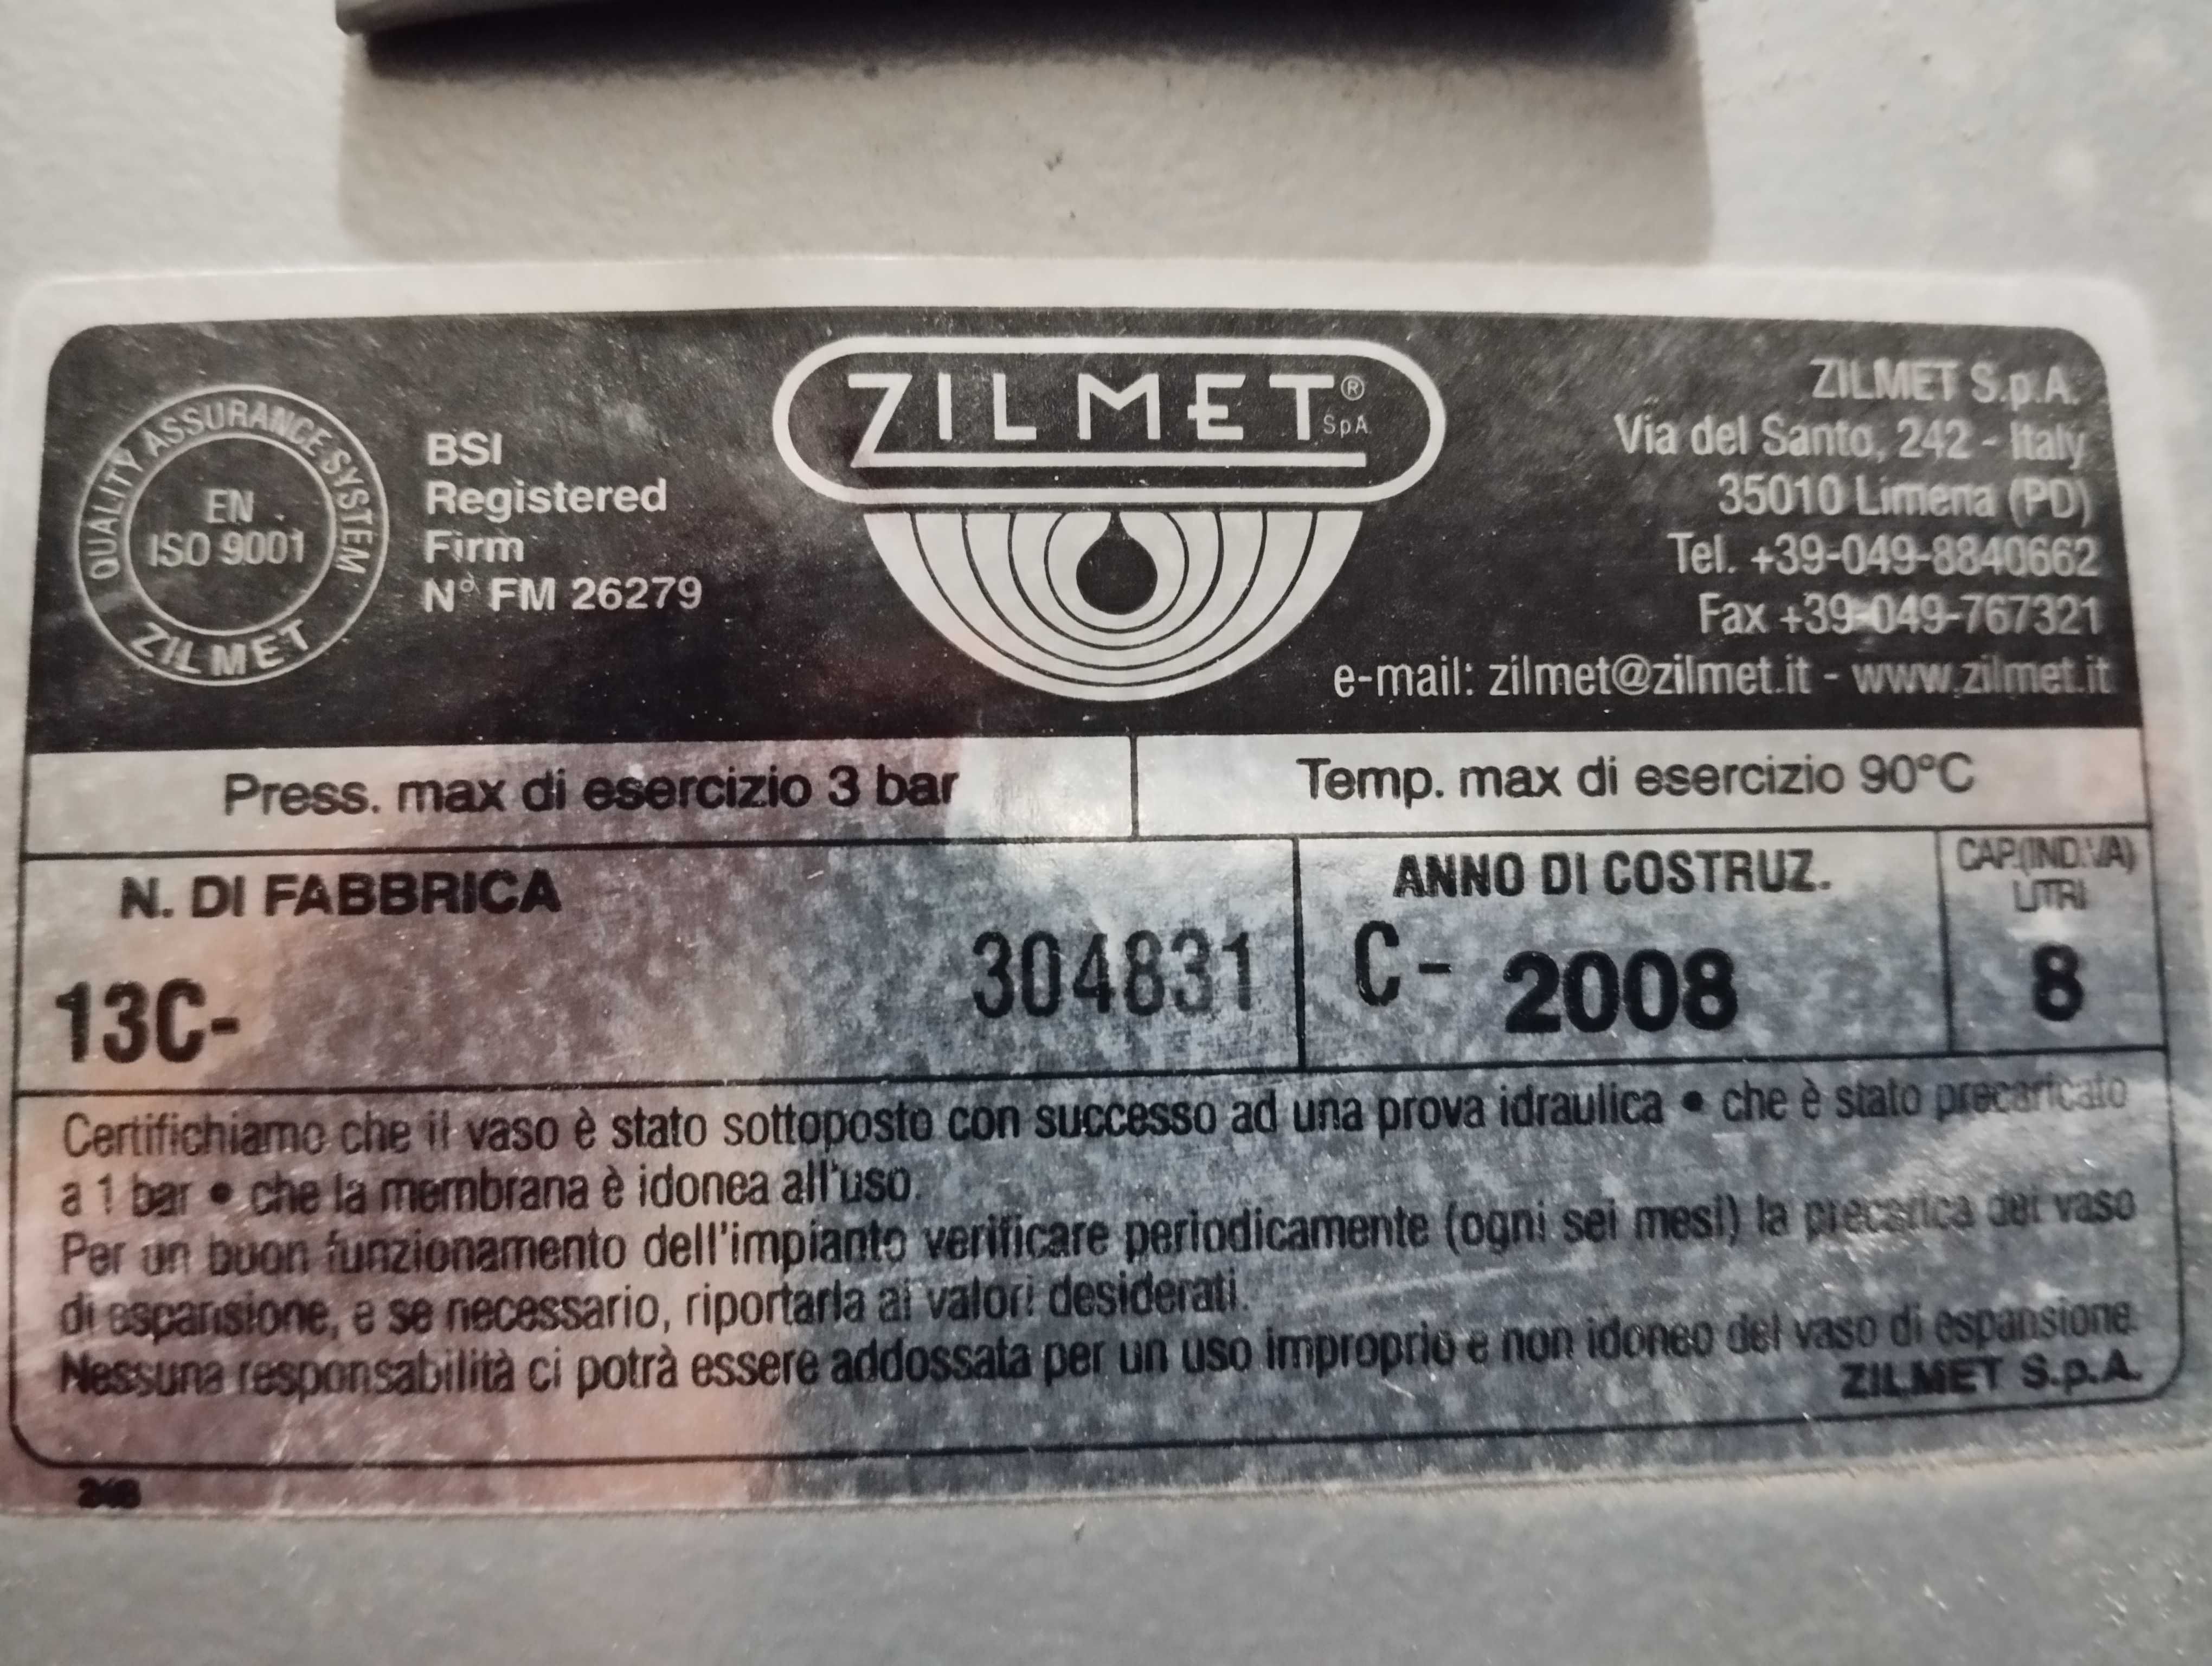 QUALITY ASSURANCE SYSTEM
EN
ISO 9001
ZILMET
BSI
Registered
Firm
N° FM 26279
ZILMET®
SpA
ZILMET S.p.A.
Via del Santo, 242 - Italy
35010 Limena (PD)
Tel. +39-049-8840662
Fax +39-049-767321
e-mail: zilmet@zilmet.it - www.zilmet.it
Press. max di esercizio 3 bar
Temp. max di esercizio 90°C
N. DI FABBRICA
13C- 304831
ANNO DI COSTRUZ.
C- 2008
CAP.(IND.VA)
LITRI
8
Certifichiamo che il vaso è stato sottoposto con successo ad una prova idraulica • che è stato precaricato
a 1 bar • che la membrana è idonea all'uso.
Per un buon funzionamento dell'impianto verificare periodicamente (ogni sei mesi) la precarica del vaso
di espansione, e se necessario, riportarla ai valori desiderati.
Nessuna responsabilità ci potrà essere addossata per un uso improprio e non idoneo del vaso di espansione.
ZILMET S.p.A.